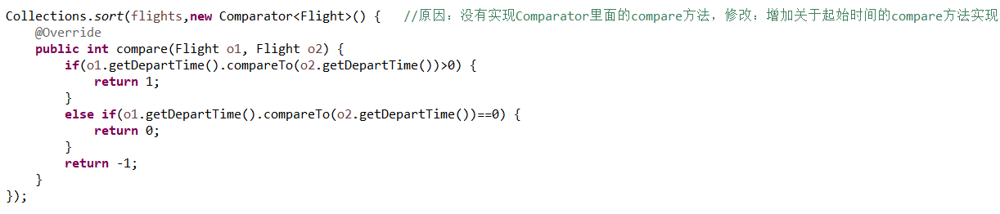 Collections.sort(flights,new Comparator<Flight>() {   //原因：没有实现Comparator里面的compare方法，修改：增加关于起始时间的compare方法实现
    @Override
    public int compare(Flight o1, Flight o2) {
        if(o1.getDepartTime().compareTo(o2.getDepartTime())>0) {
            return 1;
        }
        else if(o1.getDepartTime().compareTo(o2.getDepartTime())==0) {
            return 0;
        }
        return -1;
    }
});